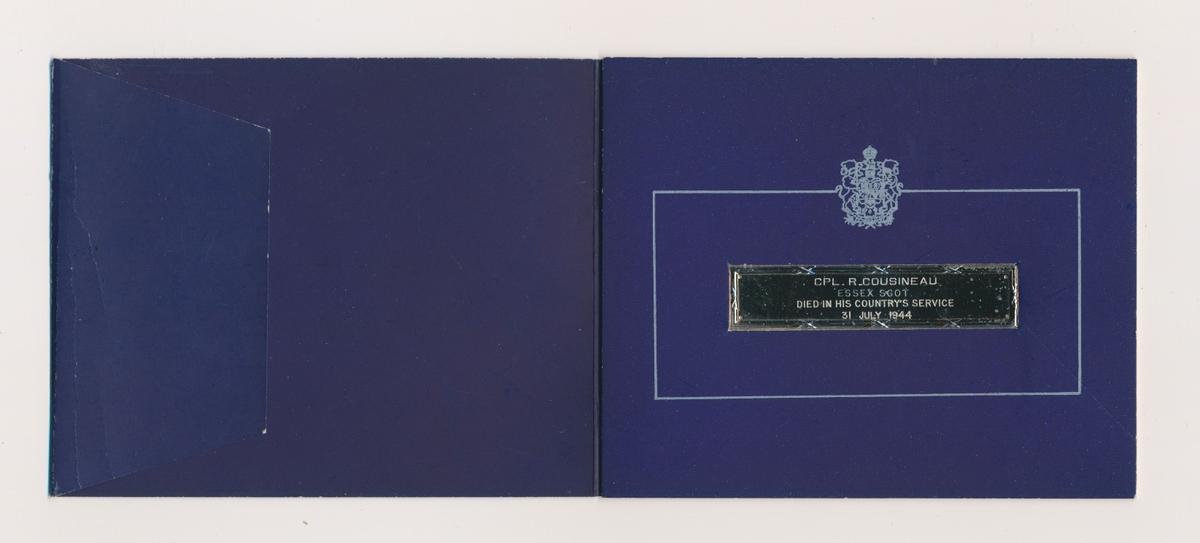 CPL. R. COUSINEAU
ESSEX SCOT.
DIED IN HIS COUNTRY'S SERVICE
31 JULY 1944